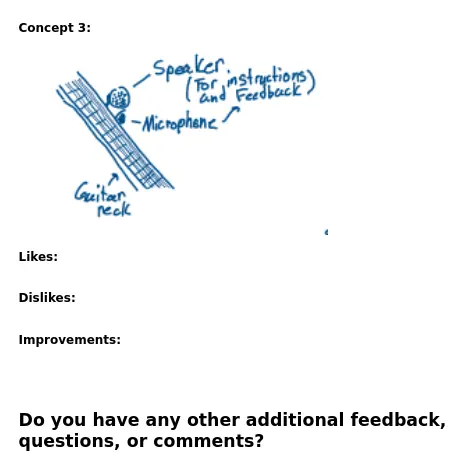 Concept 3:
Speaker
(For instructions)
and Feedback
Microphone
Guitar
neck
Likes:
Dislikes:
Improvements:
Do you have any other additional feedback,
questions, or comments?